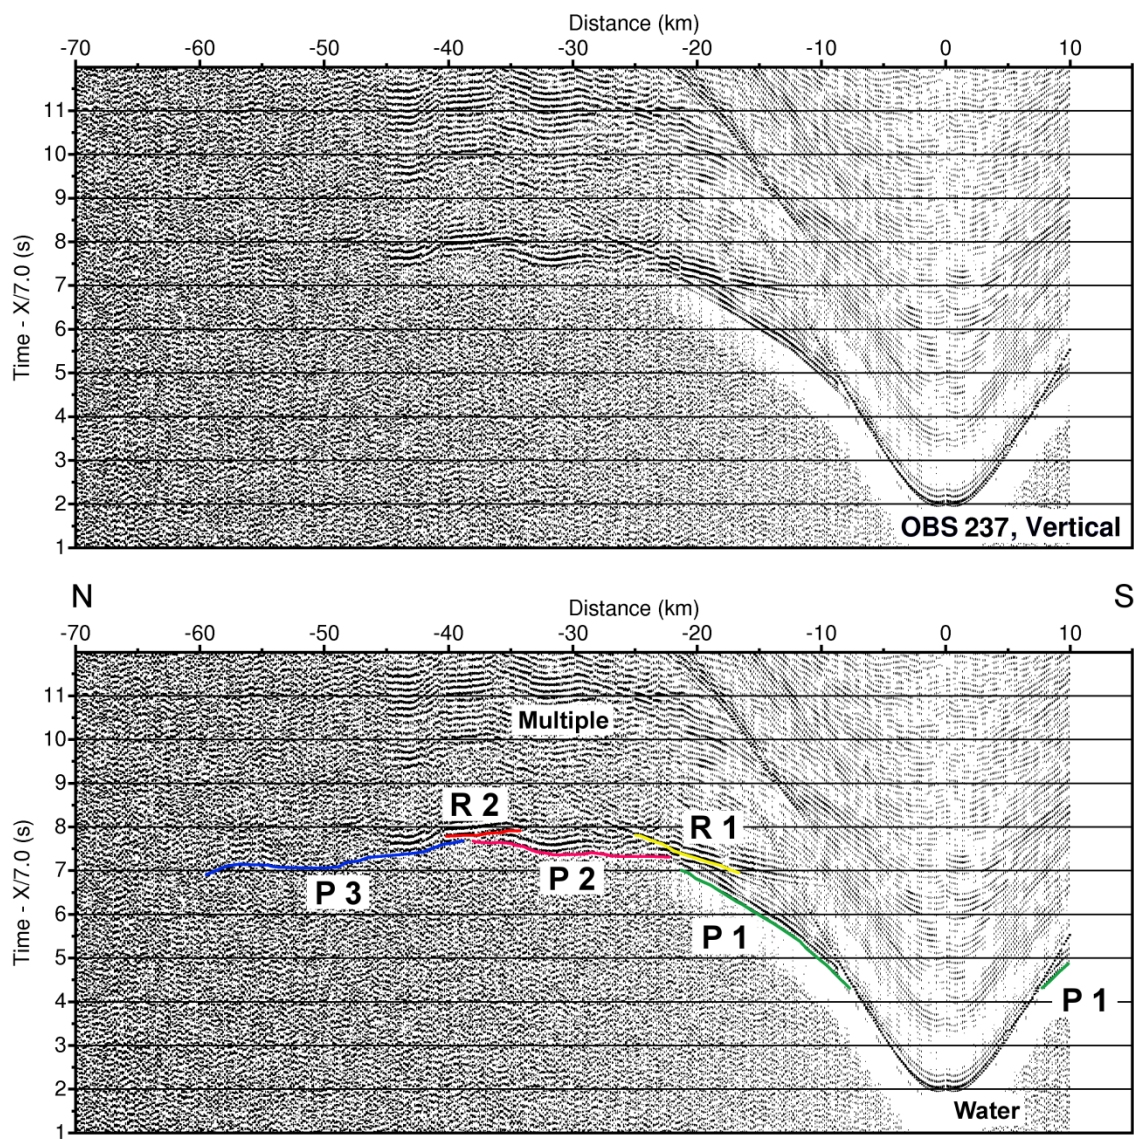 Distance (km)
-70 -60 -50 -40 -30 -20 -10 0 10
11
10
9
8
7
6
5
4
3
2
1
Time - X/7.0 (s)
OBS 237, Vertical
N S
Distance (km)
-70 -60 -50 -40 -30 -20 -10 0 10
11
10
9
8
7
6
5
4
3
2
1
Time - X/7.0 (s)
Multiple
R 2
R 1
P 3
P 2
P 1
P 1
Water